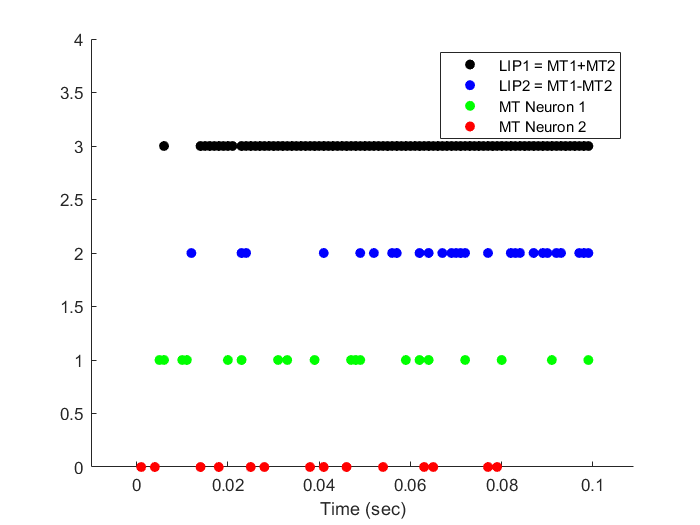 4
3.5
3
2.5
2
1.5
1
0.5
0
LIP1 = MT1+MT2
LIP2 = MT1-MT2
MT Neuron 1
MT Neuron 2
0 0.02 0.04 0.06 0.08 0.1
Time (sec)